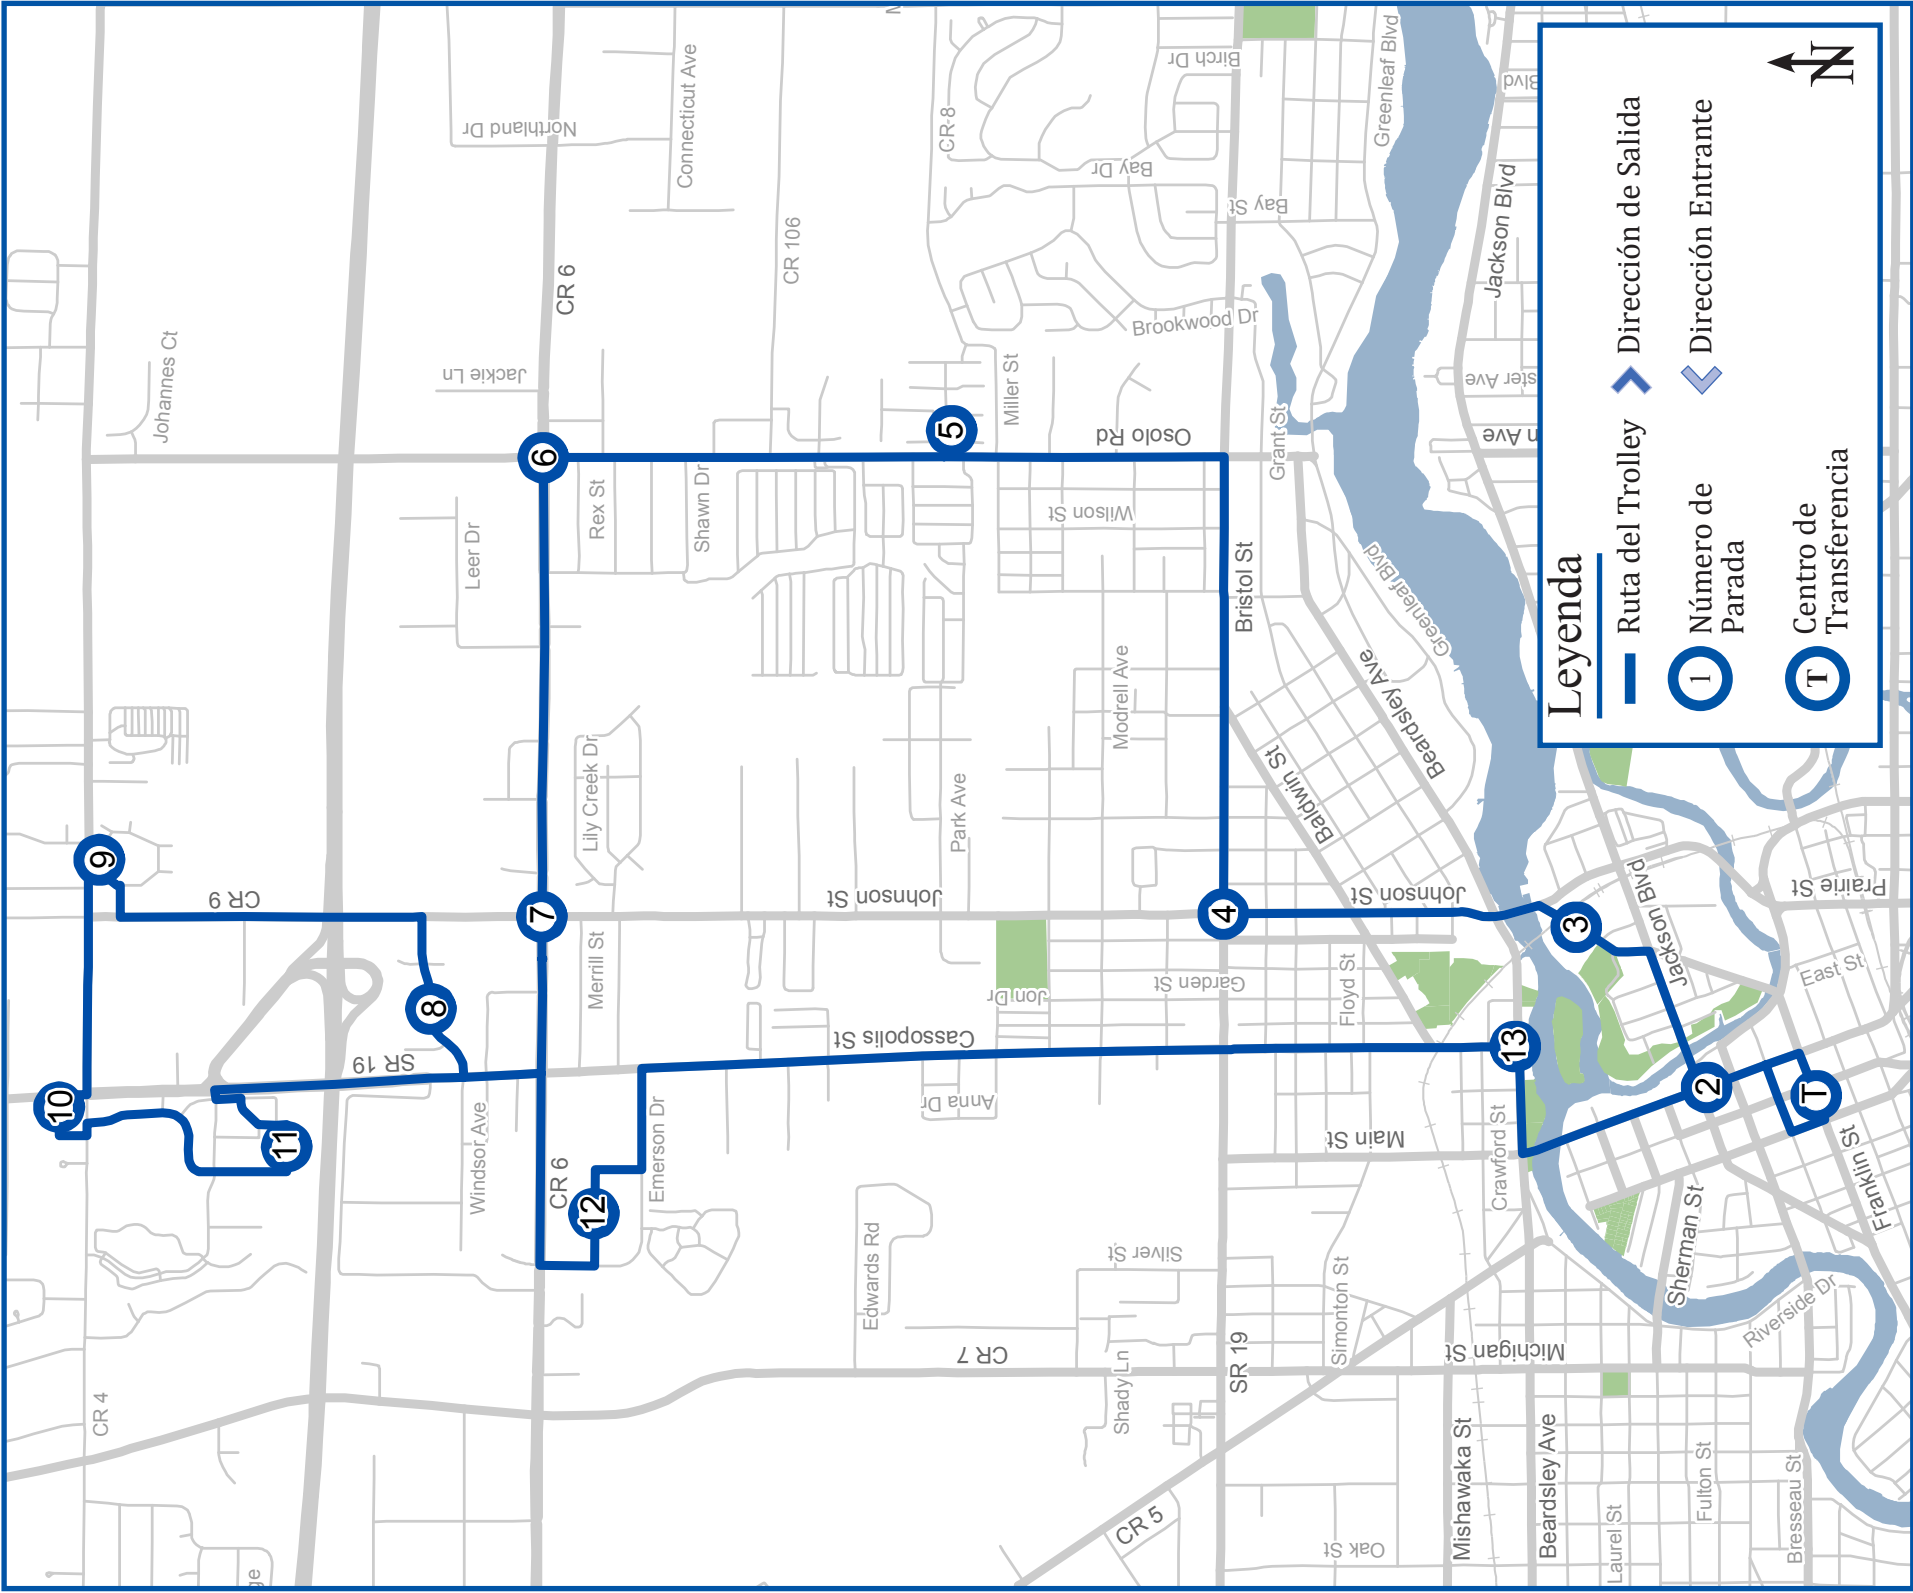 Leyenda
Ruta del Trolley
Dirección de Salida
1
Número de
Parada
Dirección Entrante
T
Centro de
Transferencia
N
CR 4
Johannes Ct
CR 9
SR 19
Jackie Ln
Northland Dr
Connecticut Ave
CR 6
CR 106
CR-8
Bay Dr
Birch Dr
Bay St
Greenleaf Blvd
Brookwood Dr
Miller St
Osolo Rd
Grant St
Jackson Blvd
Blvd
ster Ave
n Ave
Leer Dr
Rex St
Shawn Dr
Wilson St
Bristol St
Greenleaf Blvd
Beardsley Ave
Baldwin St
Modrell Ave
Park Ave
Lily Creek Dr
Johnson St
Johnson St
Merrill St
Jon Dr
Garden St
Floyd St
Cassopolis St
Anna Dr
Main St
Crawford St
Windsor Ave
CR 6
Emerson Dr
Edwards Rd
Silver St
Simonton St
CR 7
Shady Ln
SR 19
Michigan St
CR 5
Oak St
Mishawaka St
Beardsley Ave
Laurel St
Fulton St
Bresseau St
Riverside Dr
Sherman St
Franklin St
Jackson Blvd
East St
Prairie St
ge
T
2
3
4
5
6
7
8
9
10
11
12
13